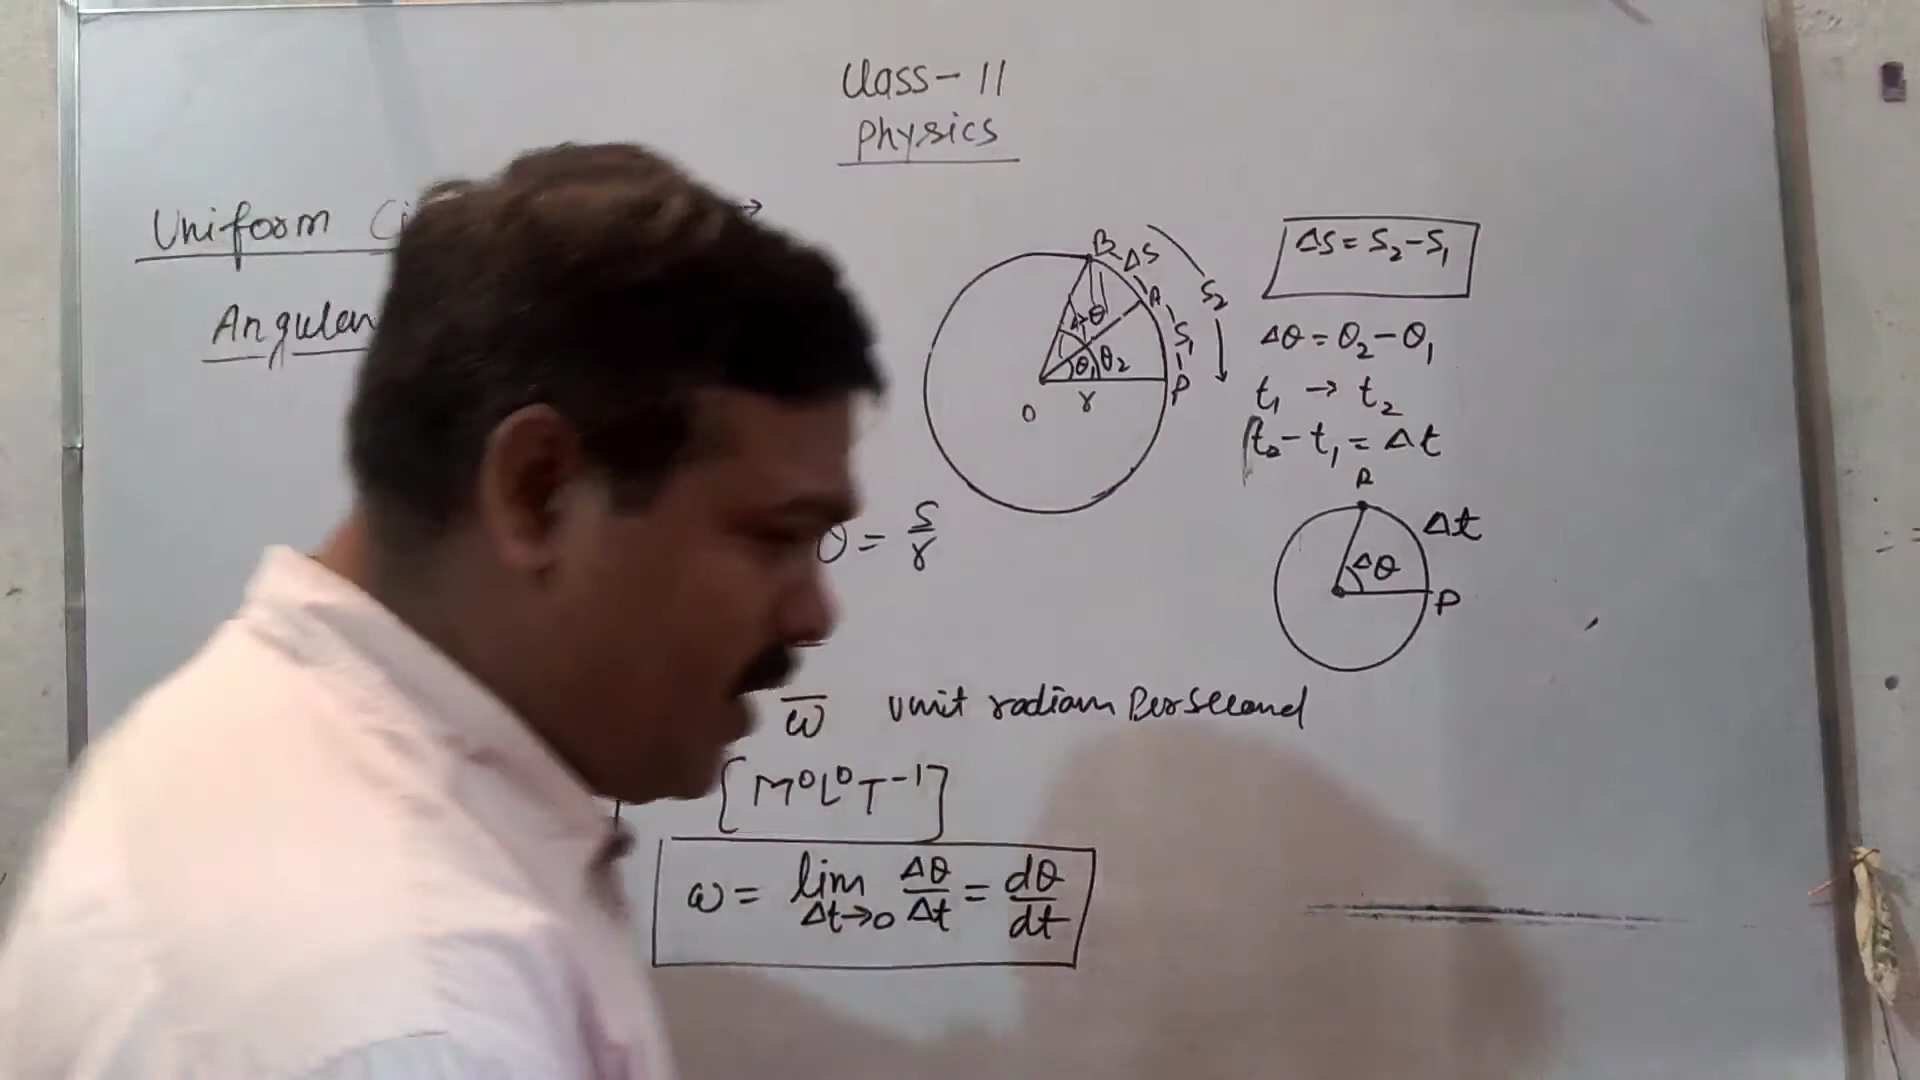 Class - 11
Physics
Uniform
Angular
B
ΔS
A
S₁
S₂
Δθ
θ₁
θ₂
O
r
P
ΔS = S₂ - S₁
Δθ = θ₂ - θ₁
t₁ → t₂
t₂ - t₁ = Δt
θ = S/r
A
Δt
Δθ
P
ω̅ unit radian Per Second
[M⁰L⁰T⁻¹]
ω = lim Δt→0 Δθ/Δt = dθ/dt